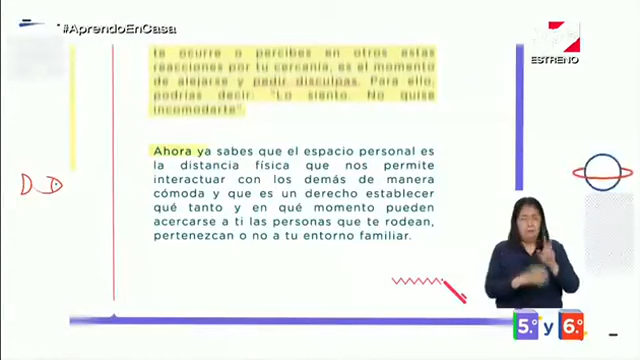 #AprendoEnCasa
ESTRENO
te ocurre o percibes en otros estas
reacciones por tu cercanía, es el momento
de alejarse y pedir disculpas. Para ello,
podrías decir: "Lo siento. No quise
incomodarte".
Ahora ya sabes que el espacio personal es
la distancia física que nos permite
interactuar con los demás de manera
cómoda y que es un derecho establecer
qué tanto y en qué momento pueden
acercarse a ti las personas que te rodean,
pertenezcan o no a tu entorno familiar.
5.° y 6.°